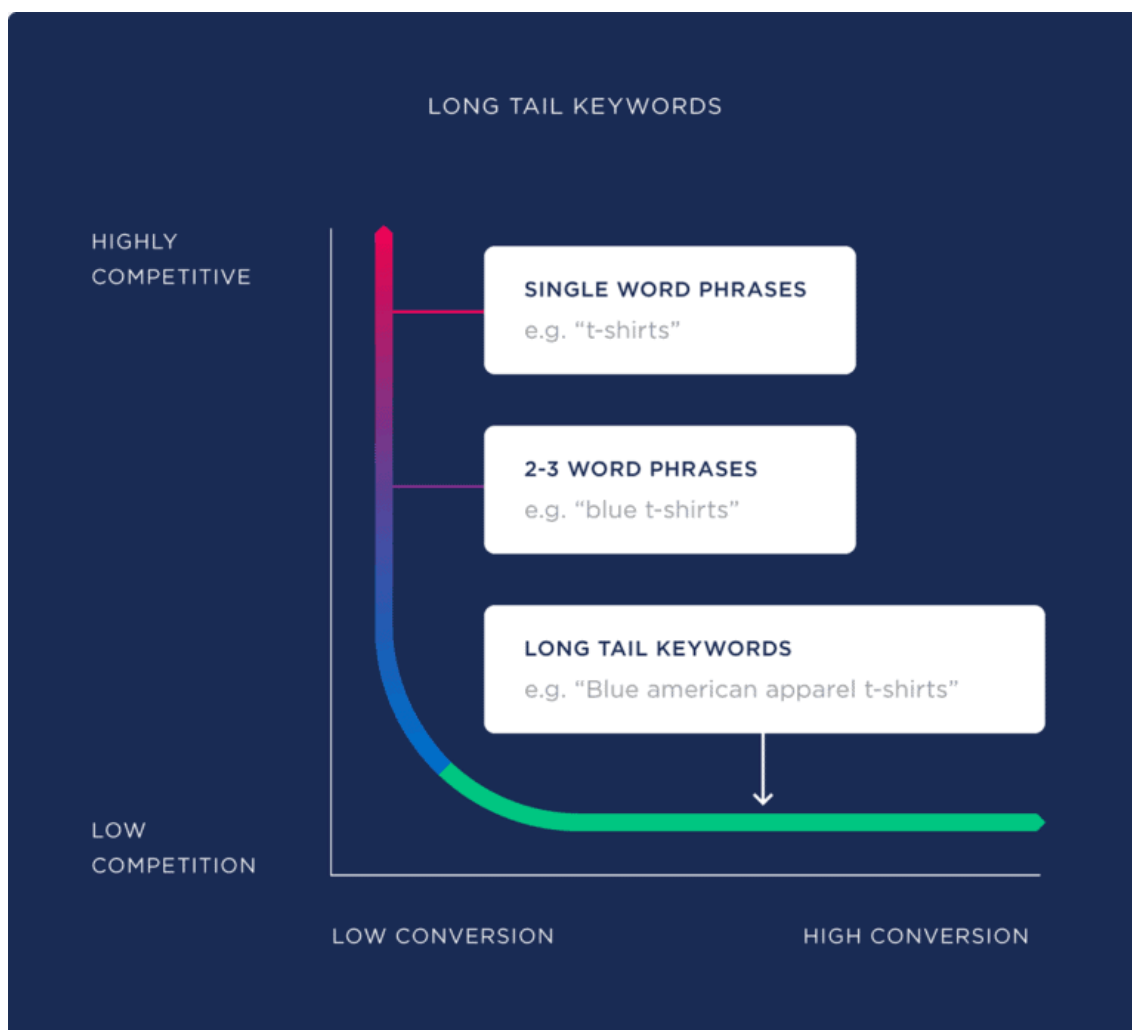 LONG TAIL KEYWORDS
HIGHLY
COMPETITIVE
SINGLE WORD PHRASES
e.g. “t-shirts”
2-3 WORD PHRASES
e.g. “blue t-shirts”
LONG TAIL KEYWORDS
e.g. “Blue american apparel t-shirts”
LOW
COMPETITION
LOW CONVERSION
HIGH CONVERSION